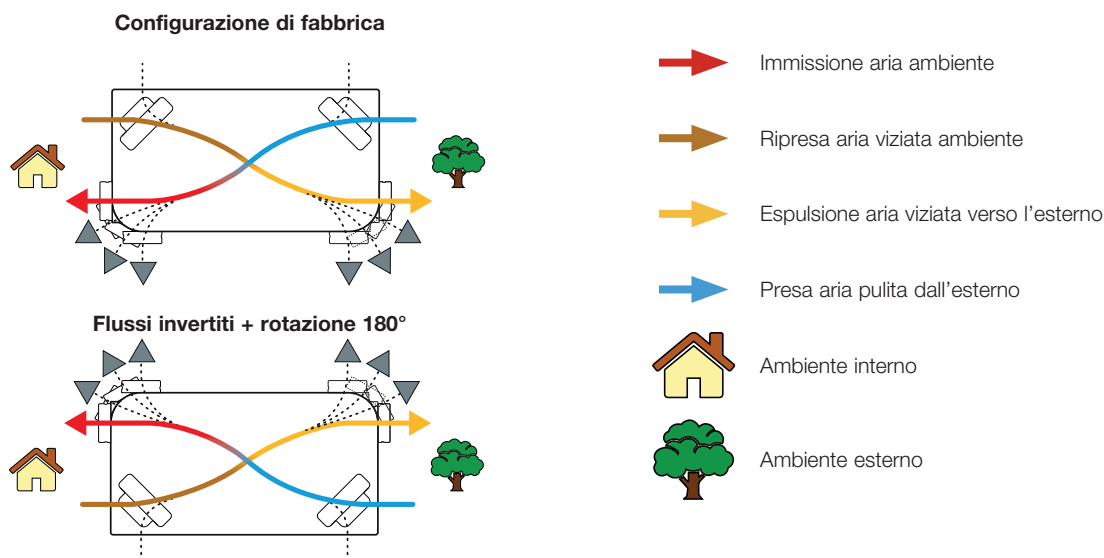 Configurazione di fabbrica
Flussi invertiti + rotazione 180°
Immissione aria ambiente
Ripresa aria viziata ambiente
Espulsione aria viziata verso l'esterno
Presa aria pulita dall'esterno
Ambiente interno
Ambiente esterno